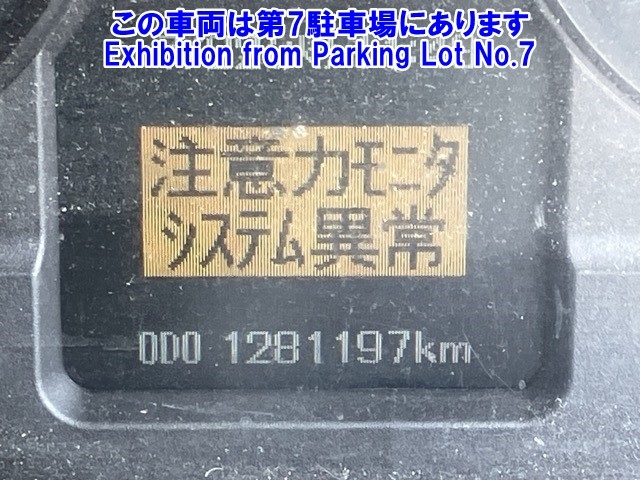 この車両は第7駐車場にあります
Exhibition from Parking Lot No.7
注意力モニタ
システム異常
ODO 1281197km